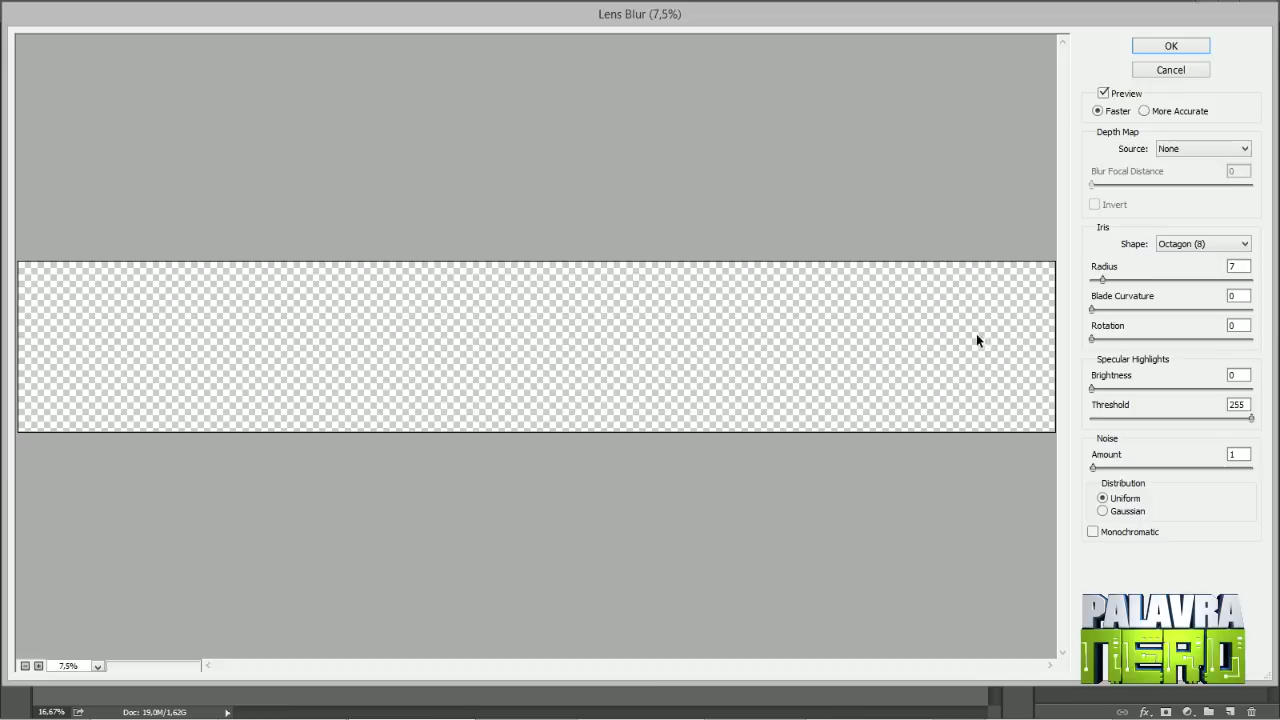 Lens Blur (7,5%)
OK
Cancel
Preview
Faster More Accurate
Depth Map
Source: None
Blur Focal Distance 0
Invert
Iris
Shape: Octagon (8)
Radius 7
Blade Curvature 0
Rotation 0
Specular Highlights
Brightness 0
Threshold 255
Noise
Amount 1
Distribution
Uniform
Gaussian
Monochromatic
PALAVRA
NERD
7,5%
16,67% Doc: 19,0M/1,62G
fx